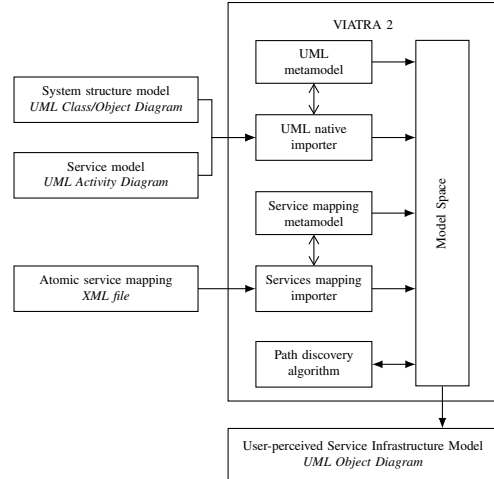 VIATRA 2
UML
metamodel
System structure model
UML Class/Object Diagram
UML native
importer
Service model
UML Activity Diagram
Service mapping
metamodel
Model Space
Atomic service mapping
XML file
Services mapping
importer
Path discovery
algorithm
User-perceived Service Infrastructure Model
UML Object Diagram